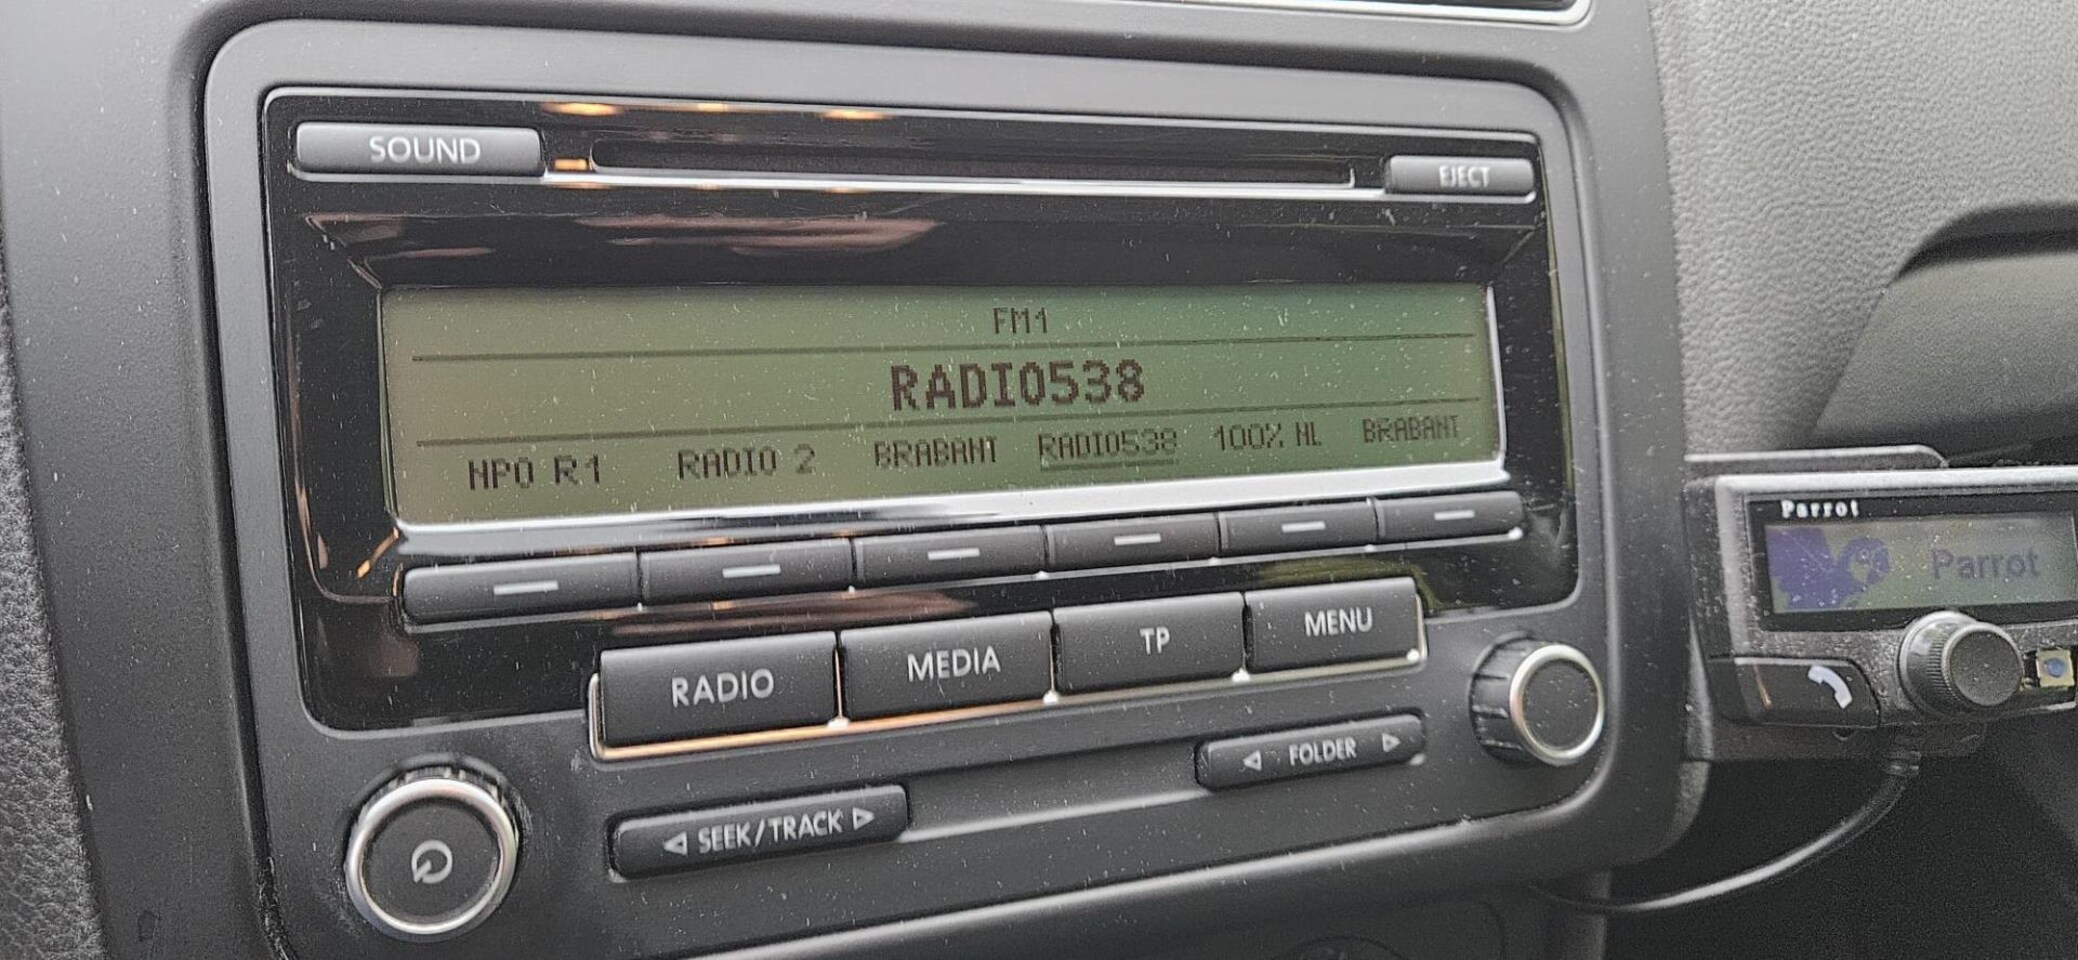 SOUND
EJECT
FM1
RADIO538
NPO R1 RADIO 2 BRABANT RADIO538 100% NL BRABANT
RADIO MEDIA TP MENU
SEEK/TRACK
FOLDER
Parrot
Parrot